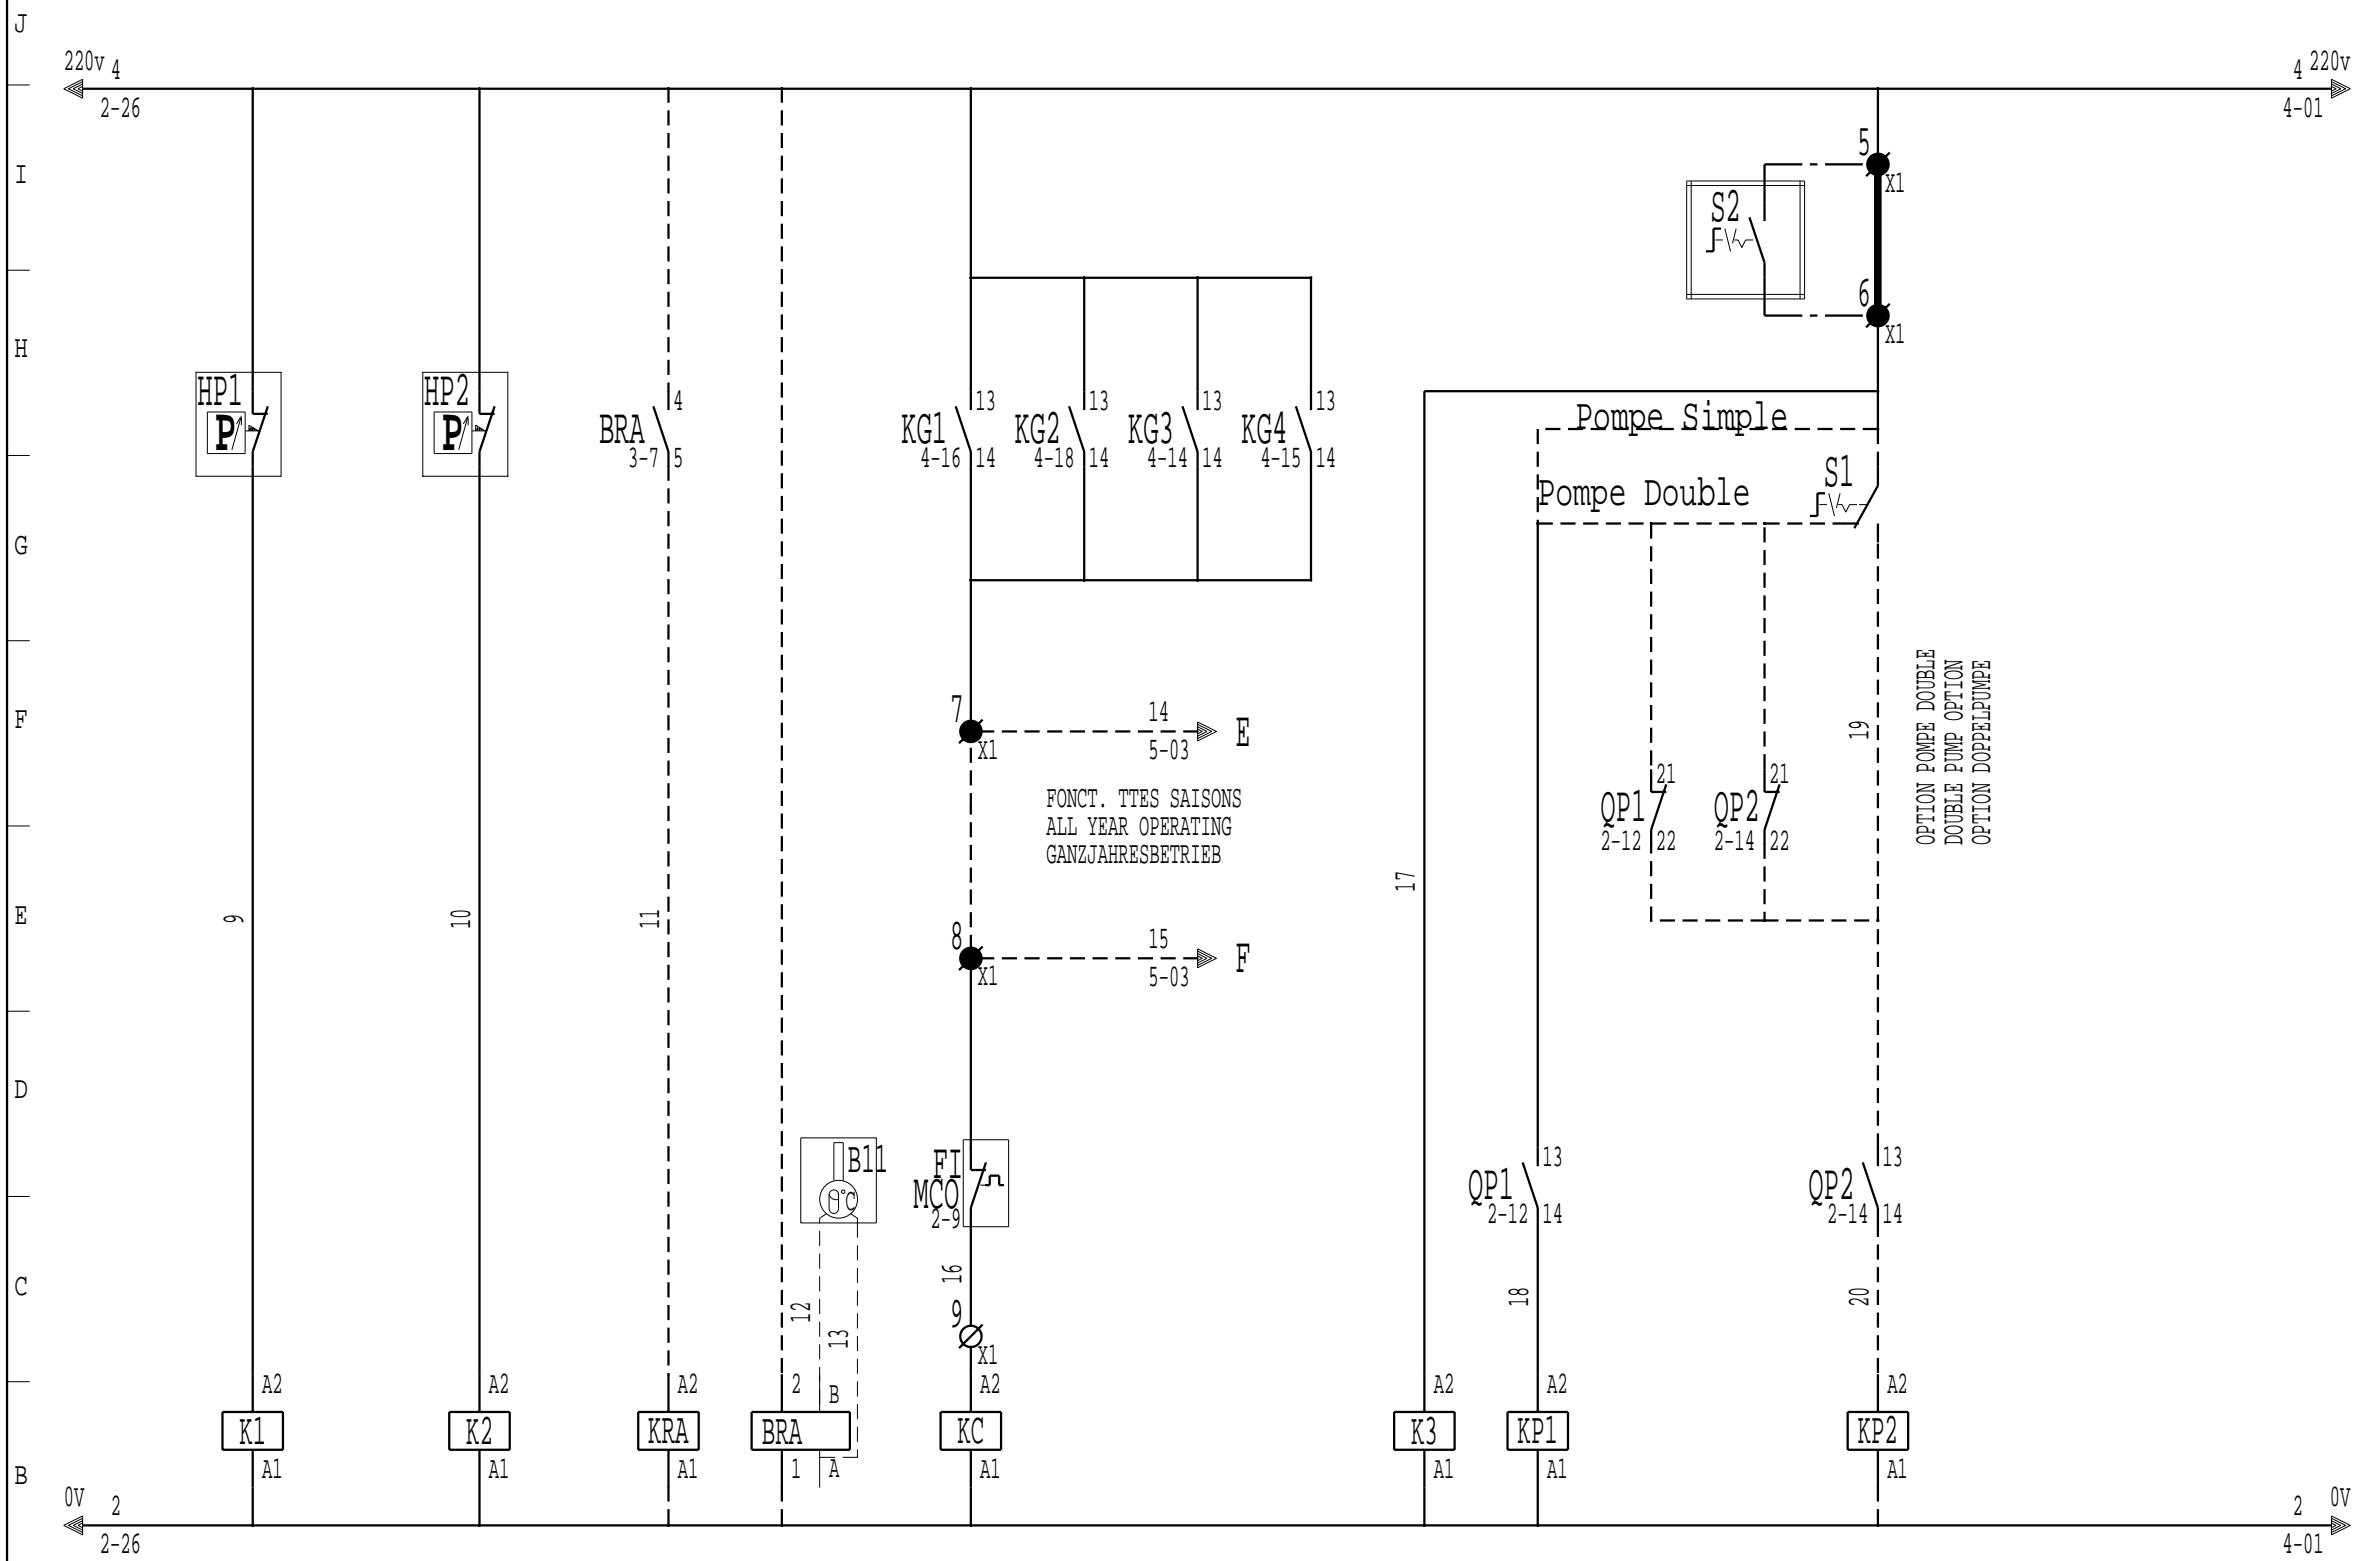 J
220v 4
4 220v
2-26
4-01
5
I
X1
S2
6
X1
H
HP1
P
HP2
P
BRA
4
3-7
5
KG1
13
4-16
14
KG2
13
4-18
14
KG3
13
4-14
14
KG4
13
4-15
14
Pompe Simple
Pompe Double
S1
G
OPTION POMPE DOUBLE
DOUBLE PUMP OPTION
OPTION DOPPELPUMPE
F
7
X1
14
5-03
E
19
FONCT. TTES SAISONS
ALL YEAR OPERATING
GANZJAHRESBETRIEB
QP1
21
2-12
22
QP2
21
2-14
22
17
E
9
10
11
8
X1
15
5-03
F
D
B11
θ°C
FI
MCO
2-9
QP1
13
2-12
14
QP2
13
2-14
14
C
12
13
16
9
X1
18
20
A2
A2
A2
2
B
A2
A2
A2
A2
K1
K2
KRA
BRA
KC
K3
KP1
KP2
B
A1
A1
A1
1
A
A1
A1
A1
A1
0V 2
2 0V
2-26
4-01